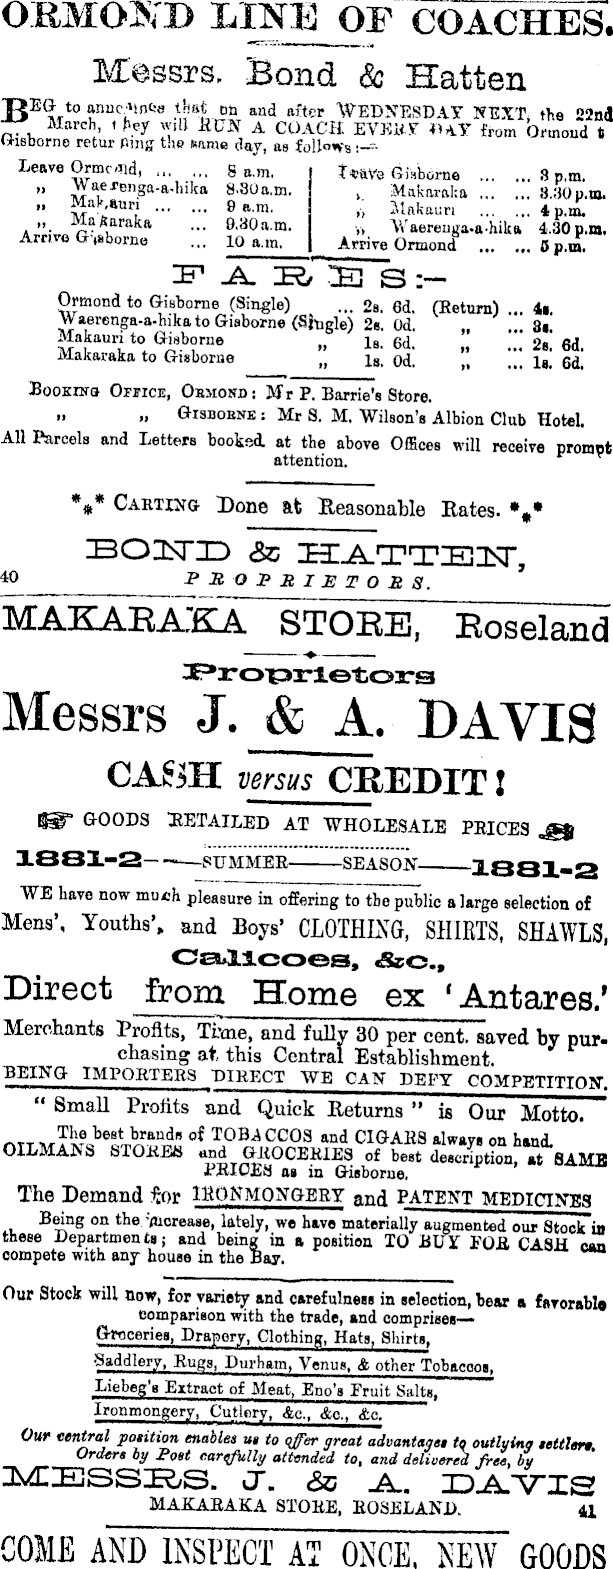 ORMOND LINE OF COACHES.
Messrs. Bond & Hatten
BEG to announce that on and after WEDNESDAY NEXT, the 22nd
March, they will RUN A COACH EVERY DAY from Ormond t
Gisborne returning the same day, as follows:—
Leave Ormond, ... ... 8 a.m.
„ Waerenga-a-hika 8.30 a.m.
„ Makauri ... ... 9 a.m.
„ Makaraka ... 9.30 a.m.
Arrive Gisborne ... 10 a.m.
Leave Gisborne ... ... 3 p.m.
„ Makaraka ... ... 3.30 p.m.
„ Makauri ... ... 4 p.m.
„ Waerenga-a-hika 4.30 p.m.
Arrive Ormond ... ... 5 p.m.
FARES:—
Ormond to Gisborne (Single) ... 2s. 6d. (Return) ... 4s.
Waerenga-a-hika to Gisborne (Single) 2s. 0d. „ ... 3s.
Makauri to Gisborne „ 1s. 6d. „ ... 2s. 6d.
Makaraka to Gisborne „ 1s. 0d. „ ... 1s. 6d.
BOOKING OFFICE, ORMOND: Mr P. Barrie's Store.
„ „ GISBORNE: Mr S. M. Wilson's Albion Club Hotel.
All Parcels and Letters booked at the above Offices will receive prompt
attention.
*** CARTING Done at Reasonable Rates. ***
BOND & HATTEN,
40 PROPRIETORS.
MAKARAKA STORE, Roseland
Proprietors
Messrs J. & A. DAVIS
CASH versus CREDIT!
☞ GOODS RETAILED AT WHOLESALE PRICES ☜
1881-2——SUMMER——SEASON——1881-2
WE have now much pleasure in offering to the public a large selection of
Mens', Youths', and Boys' CLOTHING, SHIRTS, SHAWLS,
Calicoes, &c.,
Direct from Home ex 'Antares.'
Merchants Profits, Time, and fully 30 per cent. saved by pur-
chasing at this Central Establishment.
BEING IMPORTERS DIRECT WE CAN DEFY COMPETITION.
"Small Profits and Quick Returns" is Our Motto.
The best brands of TOBACCOS and CIGARS always on hand.
OILMANS STORES and GROCERIES of best description, at SAME
PRICES as in Gisborne.
The Demand for IRONMONGERY and PATENT MEDICINES
Being on the increase, lately, we have materially augmented our Stock in
these Departments; and being in a position TO BUY FOR CASH can
compete with any house in the Bay.
Our Stock will now, for variety and carefulness in selection, bear a favorable
comparison with the trade, and comprises—
Groceries, Drapery, Clothing, Hats, Shirts,
Saddlery, Rugs, Durham, Venus, & other Tobaccos,
Liebeg's Extract of Meat, Eno's Fruit Salts,
Ironmongery, Cutlery, &c., &c., &c.
Our central position enables us to offer great advantages to outlying settlers.
Orders by Post carefully attended to, and delivered free, by
MESSRS. J. & A. DAVIS
MAKARAKA STORE, ROSELAND. 41
COME AND INSPECT AT ONCE, NEW GOODS